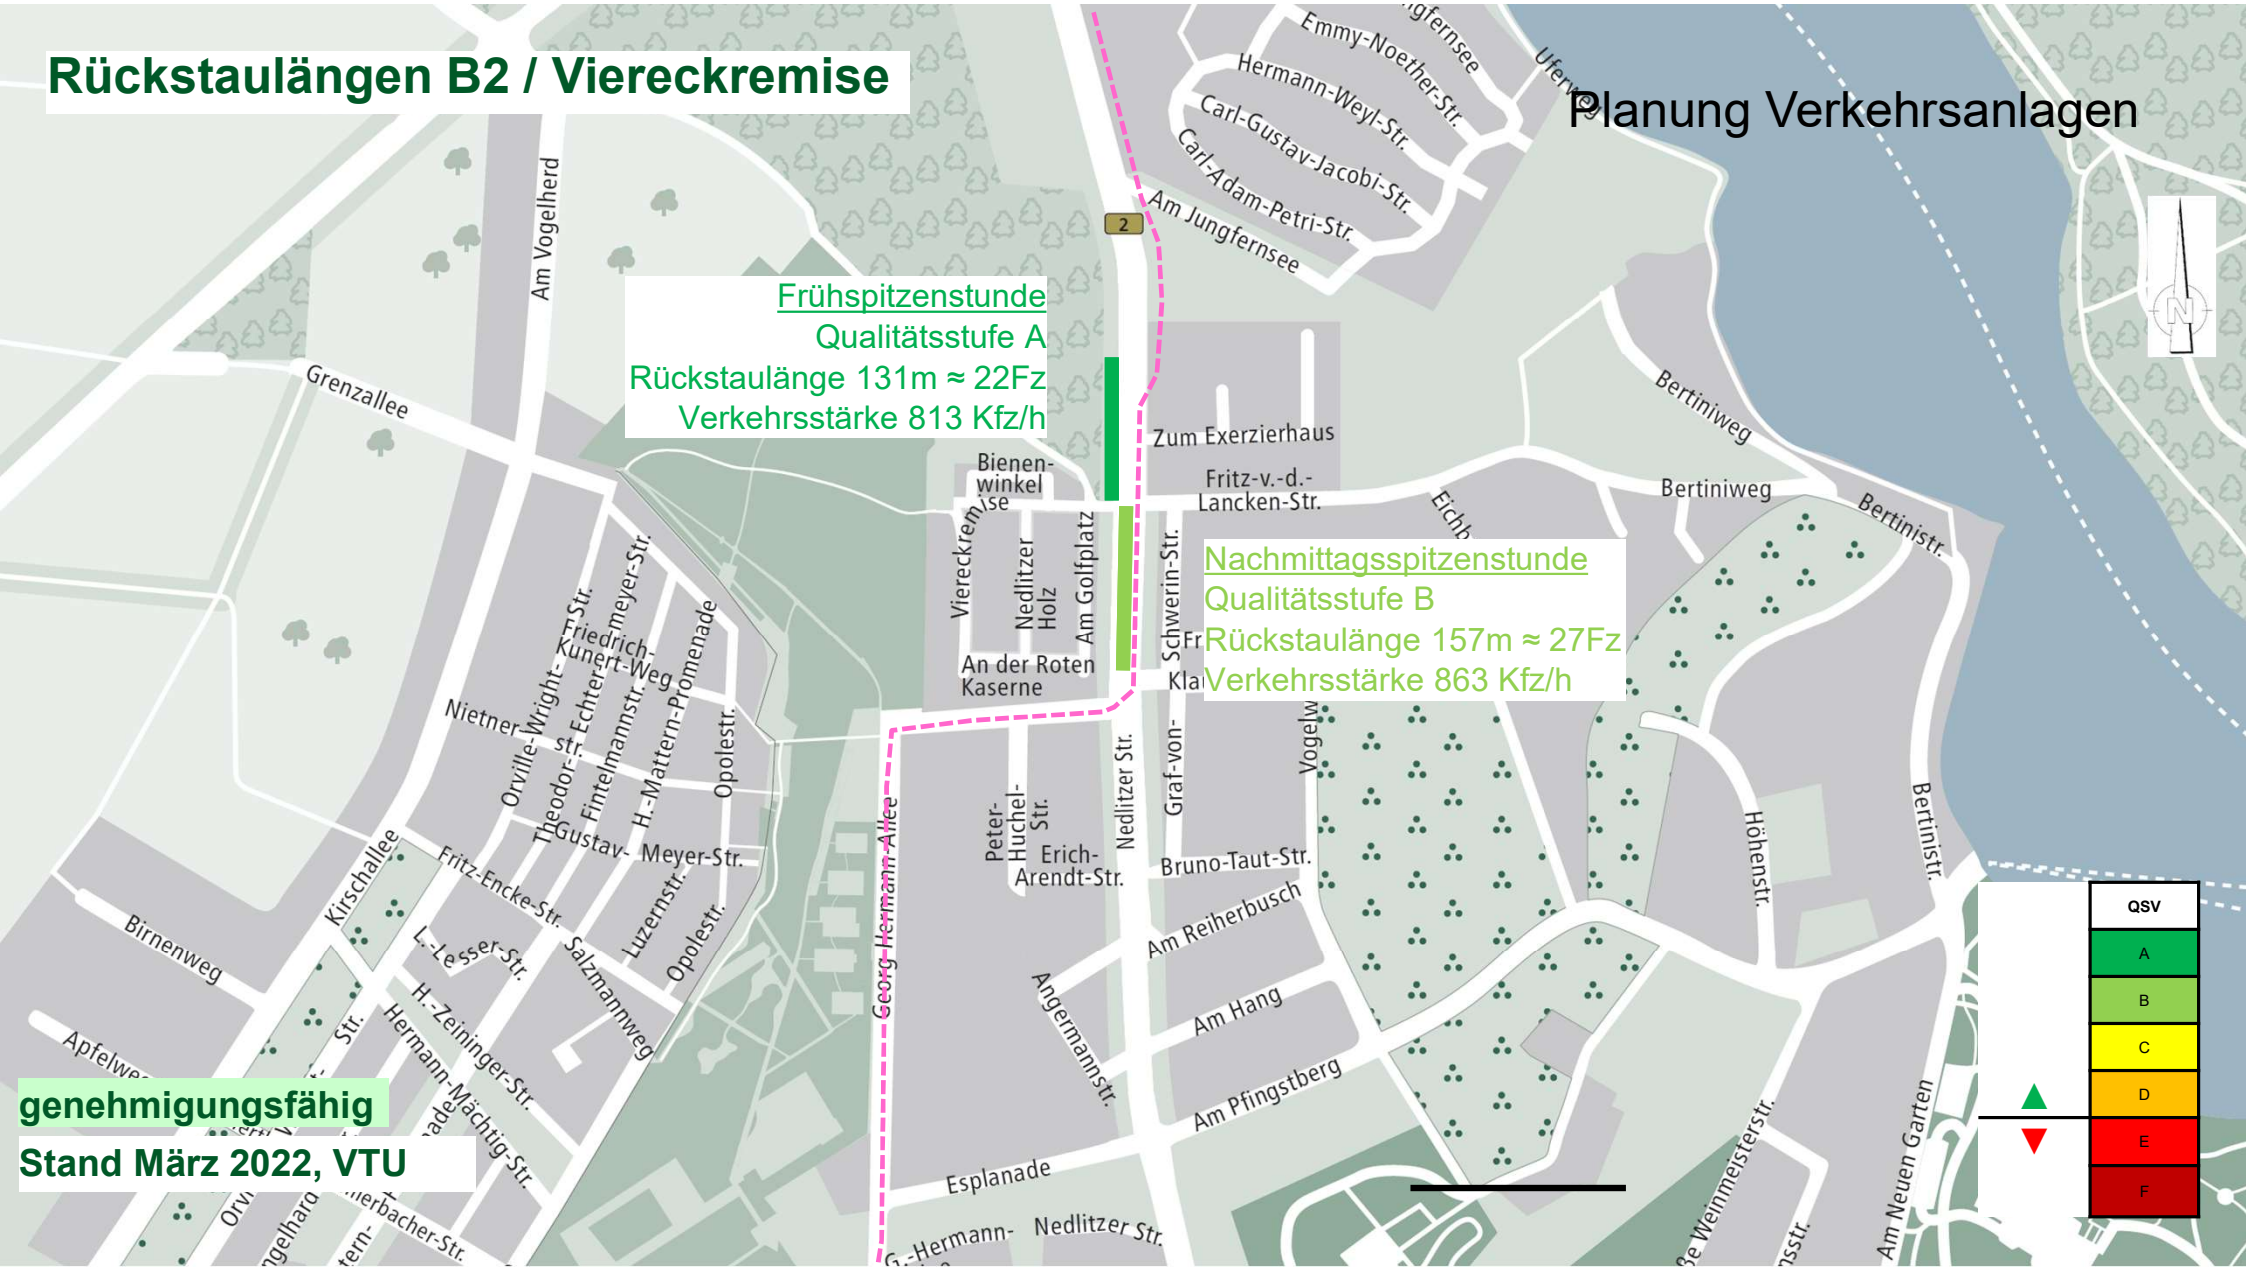 Rückstaulängen B2 / Viereckremise
Planung Verkehrsanlagen
Emmy-Noether-Str.
Hermann-Weyl-Str.
Carl-Gustav-Jacobi-Str.
Carl-Adam-Petri-Str.
Uferweg
Am Jungfernsee
2
Am Vogelherd
Frühspitzenstunde
Qualitätsstufe A
Rückstaulänge 131m ≈ 22Fz
Verkehrsstärke 813 Kfz/h
N
Grenzallee
Zum Exerzierhaus
Bertiniweg
Bienen-
winkel
Fritz-v.-d.-
Lancken-Str.
Bertiniweg
Bertinistr.
Viereckremise
Nedlitzer
Holz
Am Golfplatz
Schwerin-Str.
Graf-von-
Nachmittagsspitzenstunde
Qualitätsstufe B
Rückstaulänge 157m ≈ 27Fz
Verkehrsstärke 863 Kfz/h
An der Roten
Kaserne
Friedrich-
Kunert-Weg
Nietner-
str.
Orville-Wright-Str.
Theodor-Echtermeyer-Str.
Fintelmannstr.
H.-Mattern-Promenade
Opolestr.
Gustav-Meyer-Str.
Georg-Hermann-Allee
Peter-
Huchel-
Str.
Erich-
Arendt-Str.
Nedlitzer Str.
Bruno-Taut-Str.
Am Reiherbusch
Höhenstr.
Bertinistr.
Kirschallee
Fritz-Encke-Str.
Luzernstr.
Opolestr.
Birnenweg
L.-Lesser-Str.
Salzmannweg
H.-Zeininger-Str.
Hermann-Mächtig-Str.
Str.
Angermannstr.
Am Hang
Am Pfingstberg
Esplanade
Nedlitzer Str.
G.-Hermann-
Am Neuen Garten
genehmigungsfähig
Stand März 2022, VTU
QSV
A
B
C
D
E
F